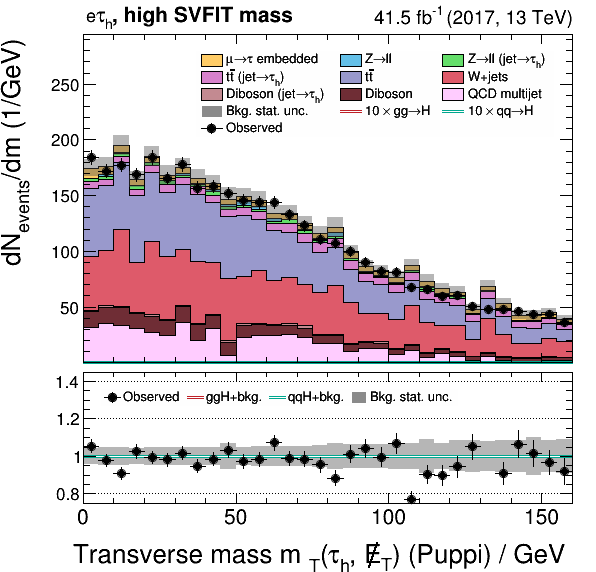 eτh, high SVFIT mass
41.5 fb⁻¹ (2017, 13 TeV)
dNevents/dm (1/GeV)
μ→τ embedded
Z→ll
Z→ll (jet→τh)
tt̄ (jet→τh)
tt̄
W+jets
Diboson (jet→τh)
Diboson
QCD multijet
Bkg. stat. unc.
10 × gg→H
10 × qq→H
Observed
250
200
150
100
50
Observed
ggH+bkg.
qqH+bkg.
Bkg. stat. unc.
1.4
1.2
1.0
0.8
0
50
100
150
Transverse mass m T(τh, E̸T) (Puppi) / GeV